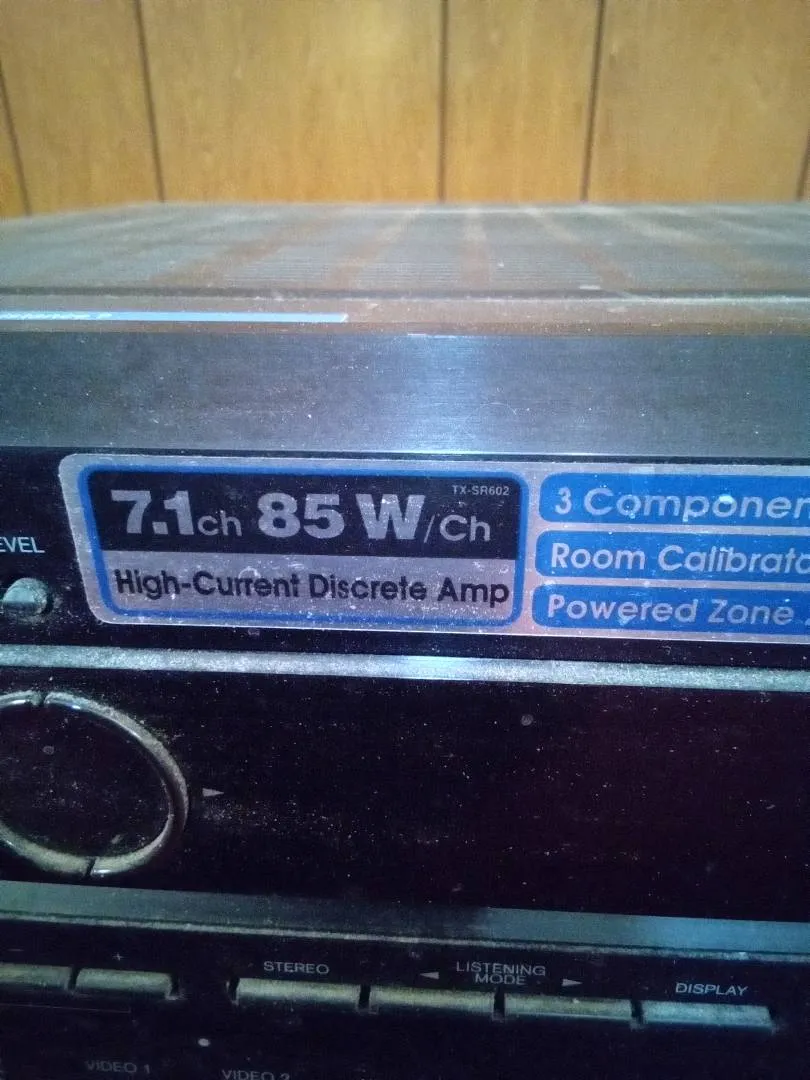 TX-SR602
7.1ch 85 W/Ch
High-Current Discrete Amp
3 Componen
Room Calibrato
Powered Zone
EVEL
+
STEREO
LISTENING
MODE
DISPLAY
VIDEO 1
VIDEO 2